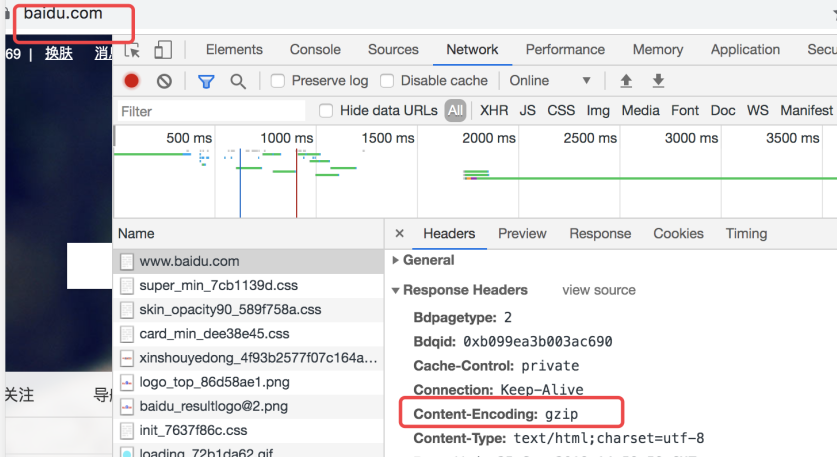 baidu.com
69 | 换肤 消
Elements Console Sources Network Performance Memory Application Secu
Preserve log Disable cache Online
Filter Hide data URLs All XHR JS CSS Img Media Font Doc WS Manifest
500 ms 1000 ms 1500 ms 2000 ms 2500 ms 3000 ms 3500 ms
Name
www.baidu.com
super_min_7cb1139d.css
skin_opacity90_589f758a.css
card_min_dee38e45.css
xinshouyedong_4f93b2577f07c164a…
logo_top_86d58ae1.png
baidu_resultlogo@2.png
init_7637f86c.css
loading_72b1da62.gif
× Headers Preview Response Cookies Timing
General
Response Headers view source
Bdpagetype: 2
Bdqid: 0xb099ea3b003ac690
Cache-Control: private
Connection: Keep-Alive
Content-Encoding: gzip
Content-Type: text/html;charset=utf-8
关注 导航